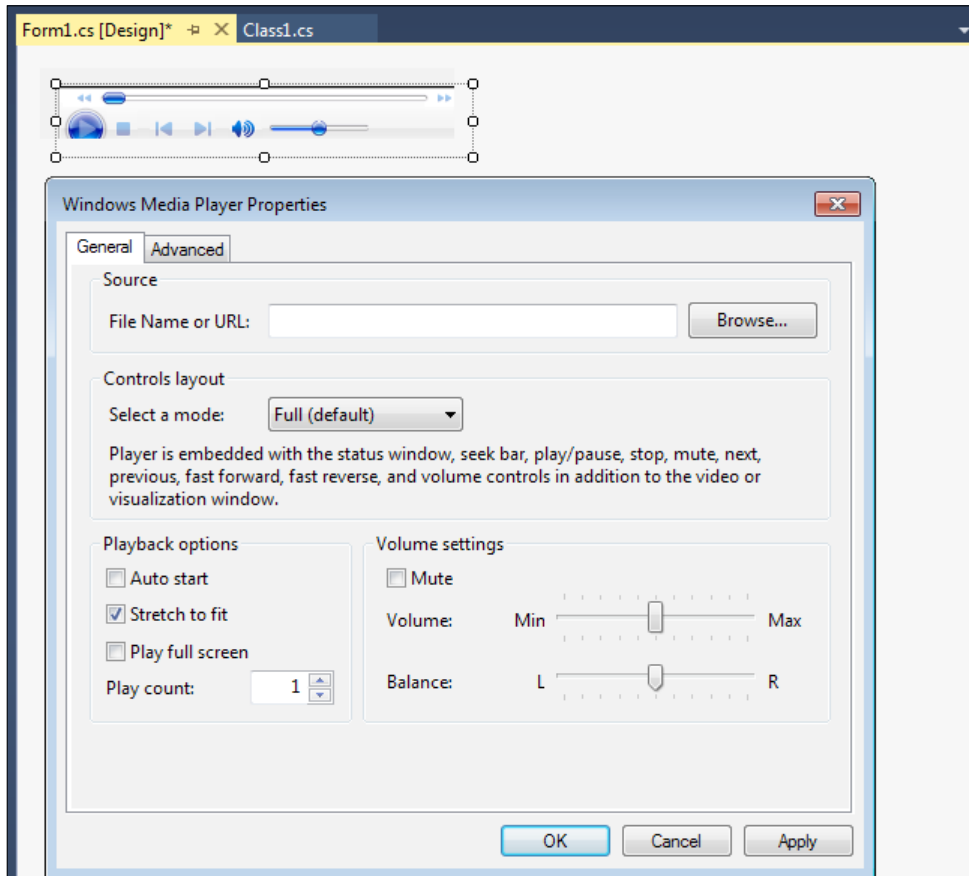 Form1.cs [Design]* Class1.cs
Windows Media Player Properties
General Advanced
Source
File Name or URL: Browse...
Controls layout
Select a mode: Full (default)
Player is embedded with the status window, seek bar, play/pause, stop, mute, next,
previous, fast forward, fast reverse, and volume controls in addition to the video or
visualization window.
Playback options
Auto start
Stretch to fit
Play full screen
Play count: 1
Volume settings
Mute
Volume: Min Max
Balance: L R
OK Cancel Apply